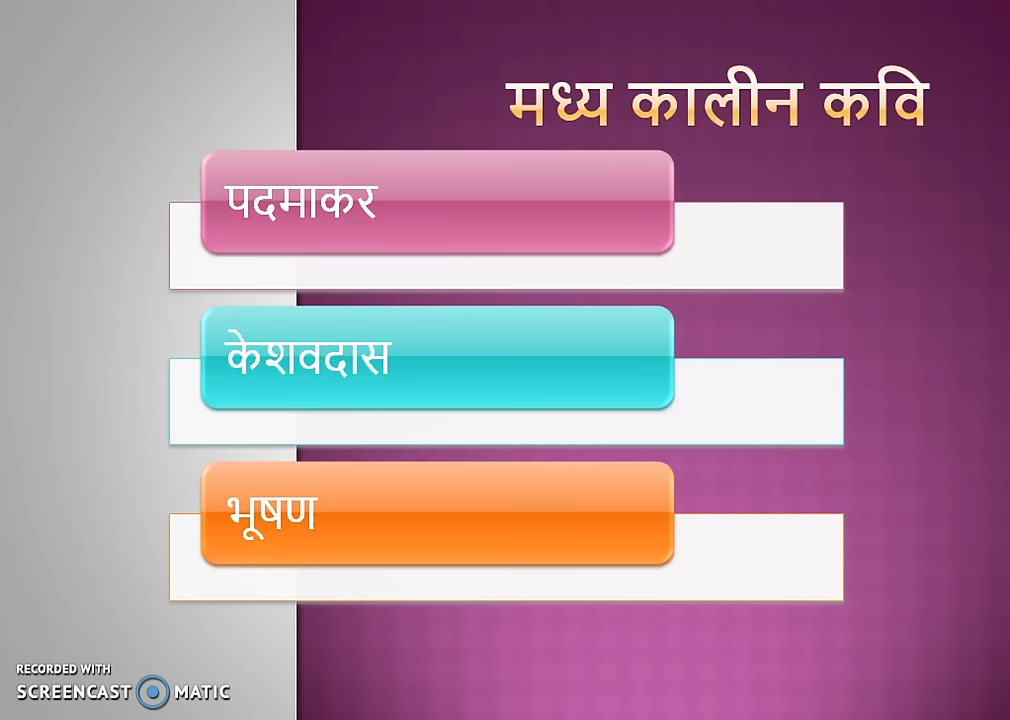 मध्य कालीन कवि
पदमाकर
केशवदास
भूषण
RECORDED WITH
SCREENCAST MATIC